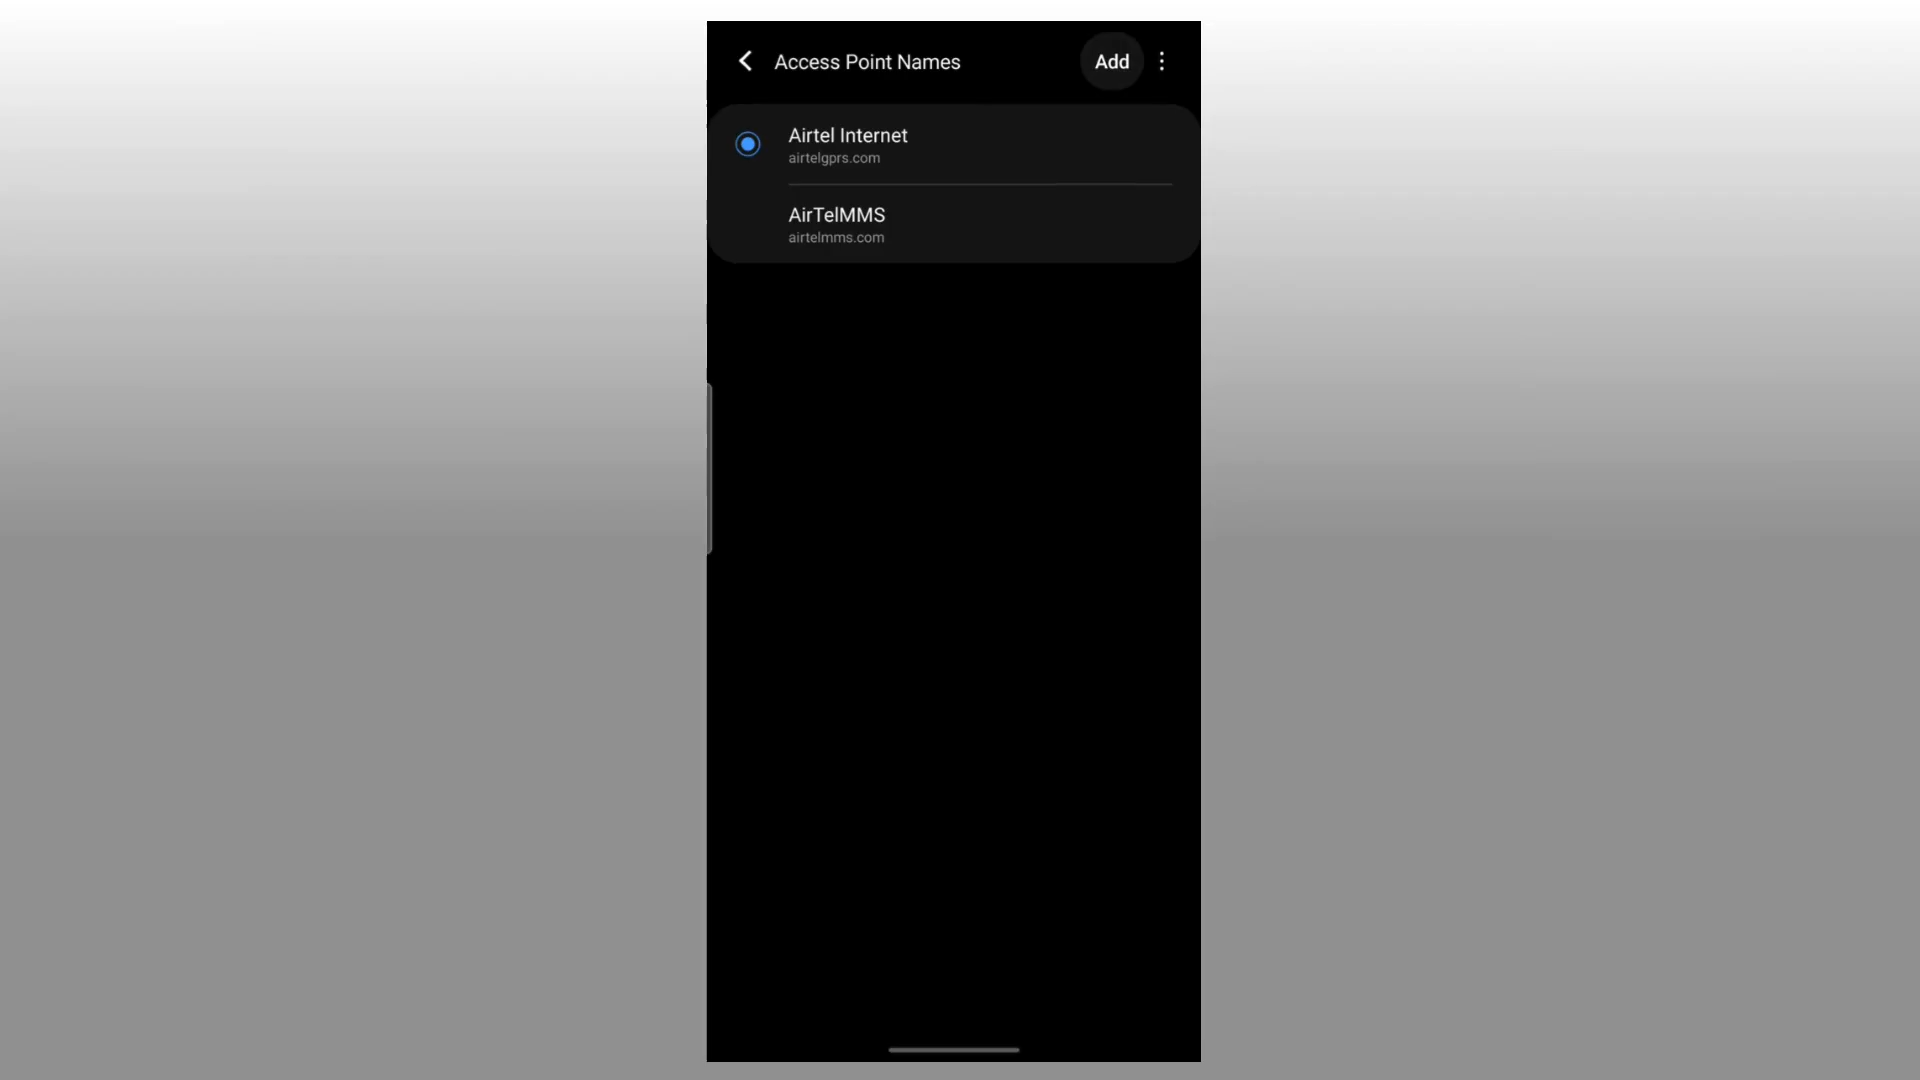 Access Point Names
Add
Airtel Internet
airtelgprs.com
AirTelMMS
airtelmms.com